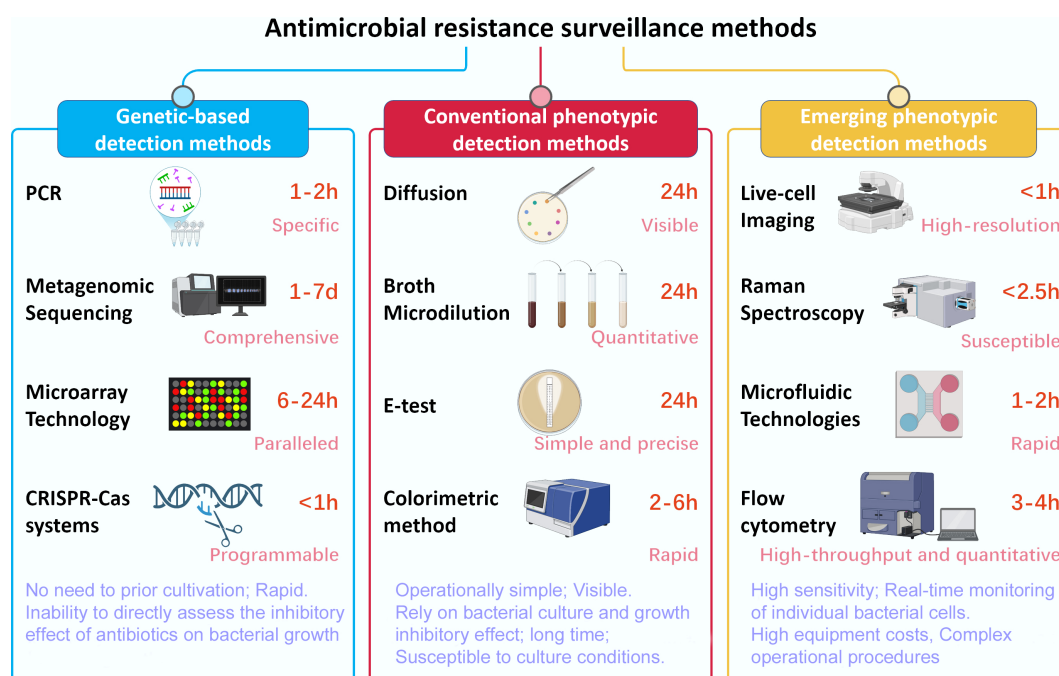 Antimicrobial resistance surveillance methods
Genetic-based
detection methods
PCR
1-2h
Specific
Metagenomic
Sequencing
1-7d
Comprehensive
Microarray
Technology
6-24h
Paralleled
CRISPR-Cas
systems
<1h
Programmable
No need to prior cultivation; Rapid.
Inability to directly assess the inhibitory
effect of antibiotics on bacterial growth
Conventional phenotypic
detection methods
Diffusion
24h
Visible
Broth
Microdilution
24h
Quantitative
E-test
24h
Simple and precise
Colorimetric
method
2-6h
Rapid
Operationally simple; Visible.
Rely on bacterial culture and growth
inhibitory effect; long time;
Susceptible to culture conditions.
Emerging phenotypic
detection methods
Live-cell
Imaging
<1h
High-resolution
Raman
Spectroscopy
<2.5h
Susceptible
Microfluidic
Technologies
1-2h
Rapid
Flow
cytometry
3-4h
High-throughput and quantitative
High sensitivity; Real-time monitoring
of individual bacterial cells.
High equipment costs, Complex
operational procedures